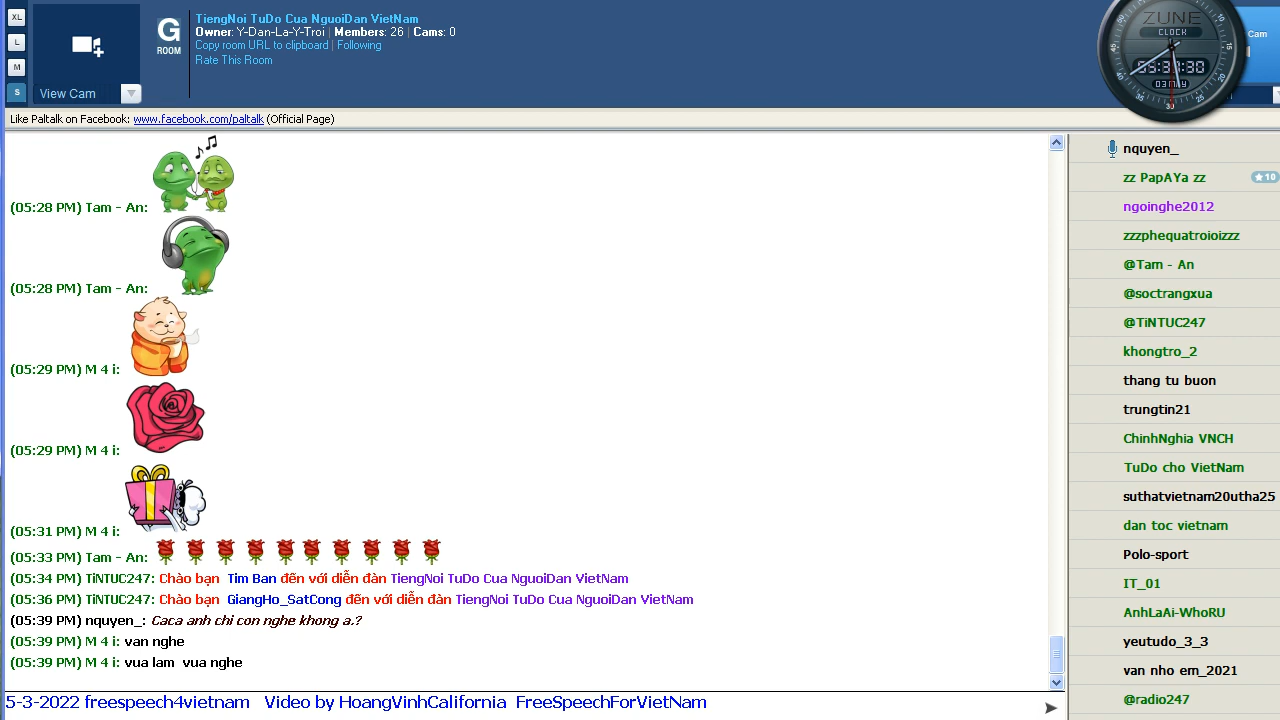 XL
L
M
S
View Cam
G
ROOM
TiengNoi TuDo Cua NguoiDan VietNam
Owner: Y-Dan-La-Y-Troi | Members: 26 | Cams: 0
Copy room URL to clipboard | Following
Rate This Room
ZUNE
CLOCK
03 MAY
Cam
Like Paltalk on Facebook: www.facebook.com/paltalk (Official Page)
(05:28 PM) Tam - An:
(05:28 PM) Tam - An:
(05:29 PM) M 4 i:
(05:29 PM) M 4 i:
(05:31 PM) M 4 i:
(05:33 PM) Tam - An:
(05:34 PM) TiNTUC247: Chào bạn Tim Ban đến với diễn đàn TiengNoi TuDo Cua NguoiDan VietNam
(05:36 PM) TiNTUC247: Chào bạn GiangHo_SatCong đến với diễn đàn TiengNoi TuDo Cua NguoiDan VietNam
(05:39 PM) nquyen_: Caca anh chi con nghe khong a.?
(05:39 PM) M 4 i: van nghe
(05:39 PM) M 4 i: vua lam vua nghe
nquyen_
zz PapAYa zz
10
ngoinghe2012
zzzphequatroioizzz
@Tam - An
@soctrangxua
@TiNTUC247
khongtro_2
thang tu buon
trungtin21
ChinhNghia VNCH
TuDo cho VietNam
suthatvietnam20utha25
dan toc vietnam
Polo-sport
IT_01
AnhLaAi-WhoRU
yeutudo_3_3
van nho em_2021
@radio247
5-3-2022 freespeech4vietnam Video by HoangVinhCalifornia FreeSpeechForVietNam